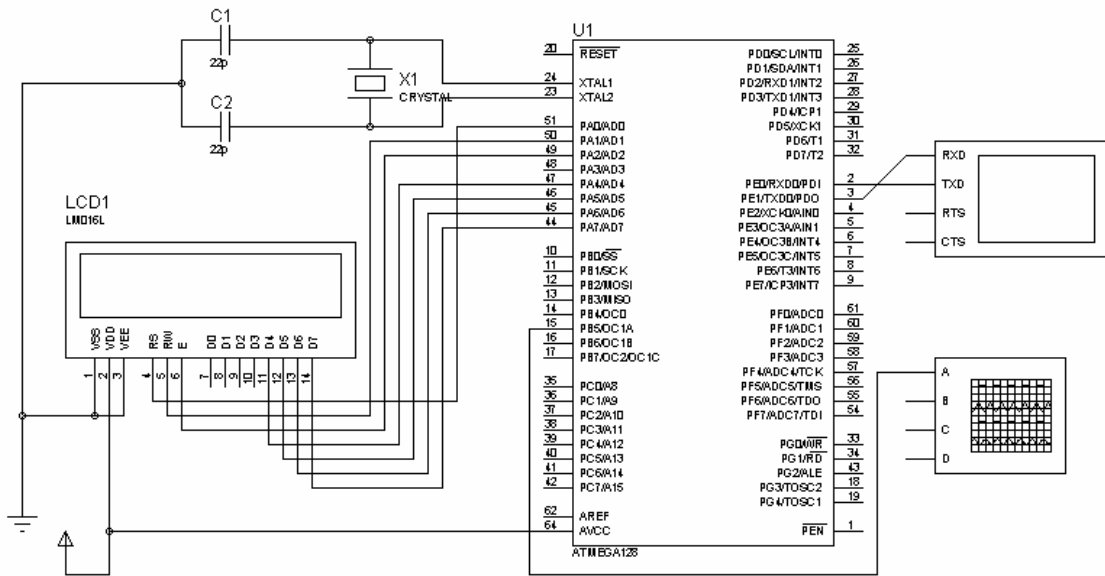 C1
22p
C2
22p
X1
CRYSTAL
LCD1
LM016L
VSS
VDD
VEE
RS
RW
E
D0
D1
D2
D3
D4
D5
D6
D7
1
2
3
4
5
6
7
8
9
10
11
12
13
14
U1
20 RESET
24 XTAL1
23 XTAL2
51 PA0/AD0
50 PA1/AD1
49 PA2/AD2
48 PA3/AD3
47 PA4/AD4
46 PA5/AD5
45 PA6/AD6
44 PA7/AD7
10 PB0/SS
11 PB1/SCK
12 PB2/MOSI
13 PB3/MISO
14 PB4/OC0
15 PB5/OC1A
16 PB6/OC1B
17 PB7/OC2/OC1C
35 PC0/A8
36 PC1/A9
37 PC2/A10
38 PC3/A11
39 PC4/A12
40 PC5/A13
41 PC6/A14
42 PC7/A15
62 AREF
64 AVCC
PD0/SCL/INT0 25
PD1/SDA/INT1 26
PD2/RXD1/INT2 27
PD3/TXD1/INT3 28
PD4/ICP1 29
PD5/XCK1 30
PD6/T1 31
PD7/T2 32
PE0/RXD0/PDI 2
PE1/TXD0/PDO 3
PE2/XCK0/AIN0 4
PE3/OC3A/AIN1 5
PE4/OC3B/INT4 6
PE5/OC3C/INT5 7
PE6/T3/INT6 8
PE7/ICP3/INT7 9
PF0/ADC0 61
PF1/ADC1 60
PF2/ADC2 59
PF3/ADC3 58
PF4/ADC4/TCK 57
PF5/ADC5/TMS 56
PF6/ADC6/TDO 55
PF7/ADC7/TDI 54
PG0/WR 33
PG1/RD 34
PG2/ALE 43
PG3/TOSC2 18
PG4/TOSC1 19
PEN 1
ATMEGA128
RXD
TXD
RTS
CTS
A
B
C
D